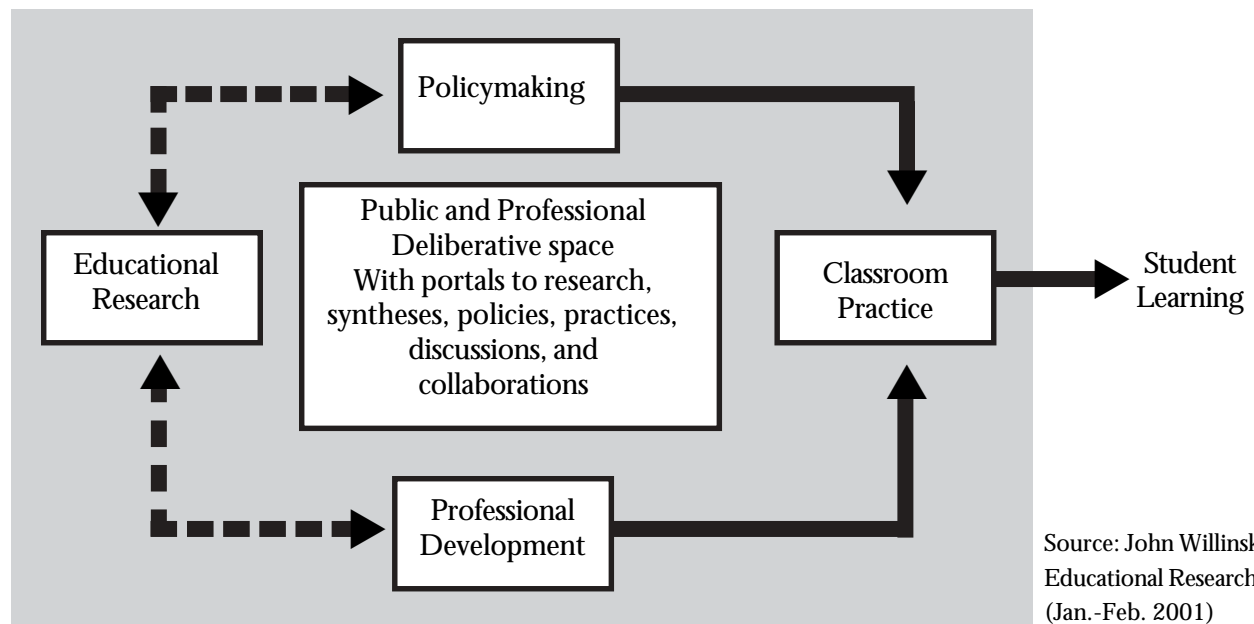 Policymaking
Public and Professional
Deliberative space
With portals to research,
syntheses, policies, practices,
discussions, and
collaborations
Educational
Research
Classroom
Practice
Student
Learning
Professional
Development
Source: John Willinsk
Educational Research
(Jan.-Feb. 2001)